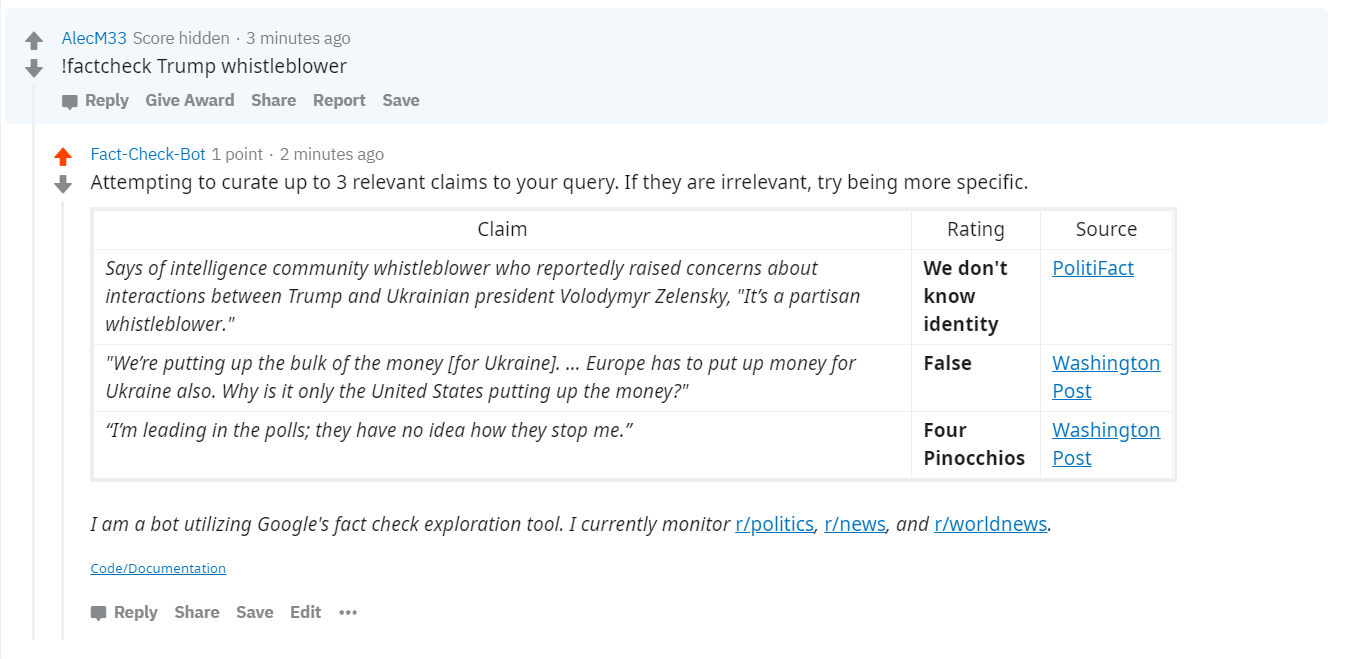 AlecM33 Score hidden · 3 minutes ago
!factcheck Trump whistleblower
Reply Give Award Share Report Save
Fact-Check-Bot 1 point · 2 minutes ago
Attempting to curate up to 3 relevant claims to your query. If they are irrelevant, try being more specific.
Claim Rating Source
Says of intelligence community whistleblower who reportedly raised concerns about
interactions between Trump and Ukrainian president Volodymyr Zelensky, "It’s a partisan
whistleblower."
We don't
know
identity
PolitiFact
"We’re putting up the bulk of the money [for Ukraine]. ... Europe has to put up money for
Ukraine also. Why is it only the United States putting up the money?"
False
Washington
Post
“I’m leading in the polls; they have no idea how they stop me.”
Four
Pinocchios
Washington
Post
I am a bot utilizing Google's fact check exploration tool. I currently monitor r/politics, r/news, and r/worldnews.
Code/Documentation
Reply Share Save Edit •••